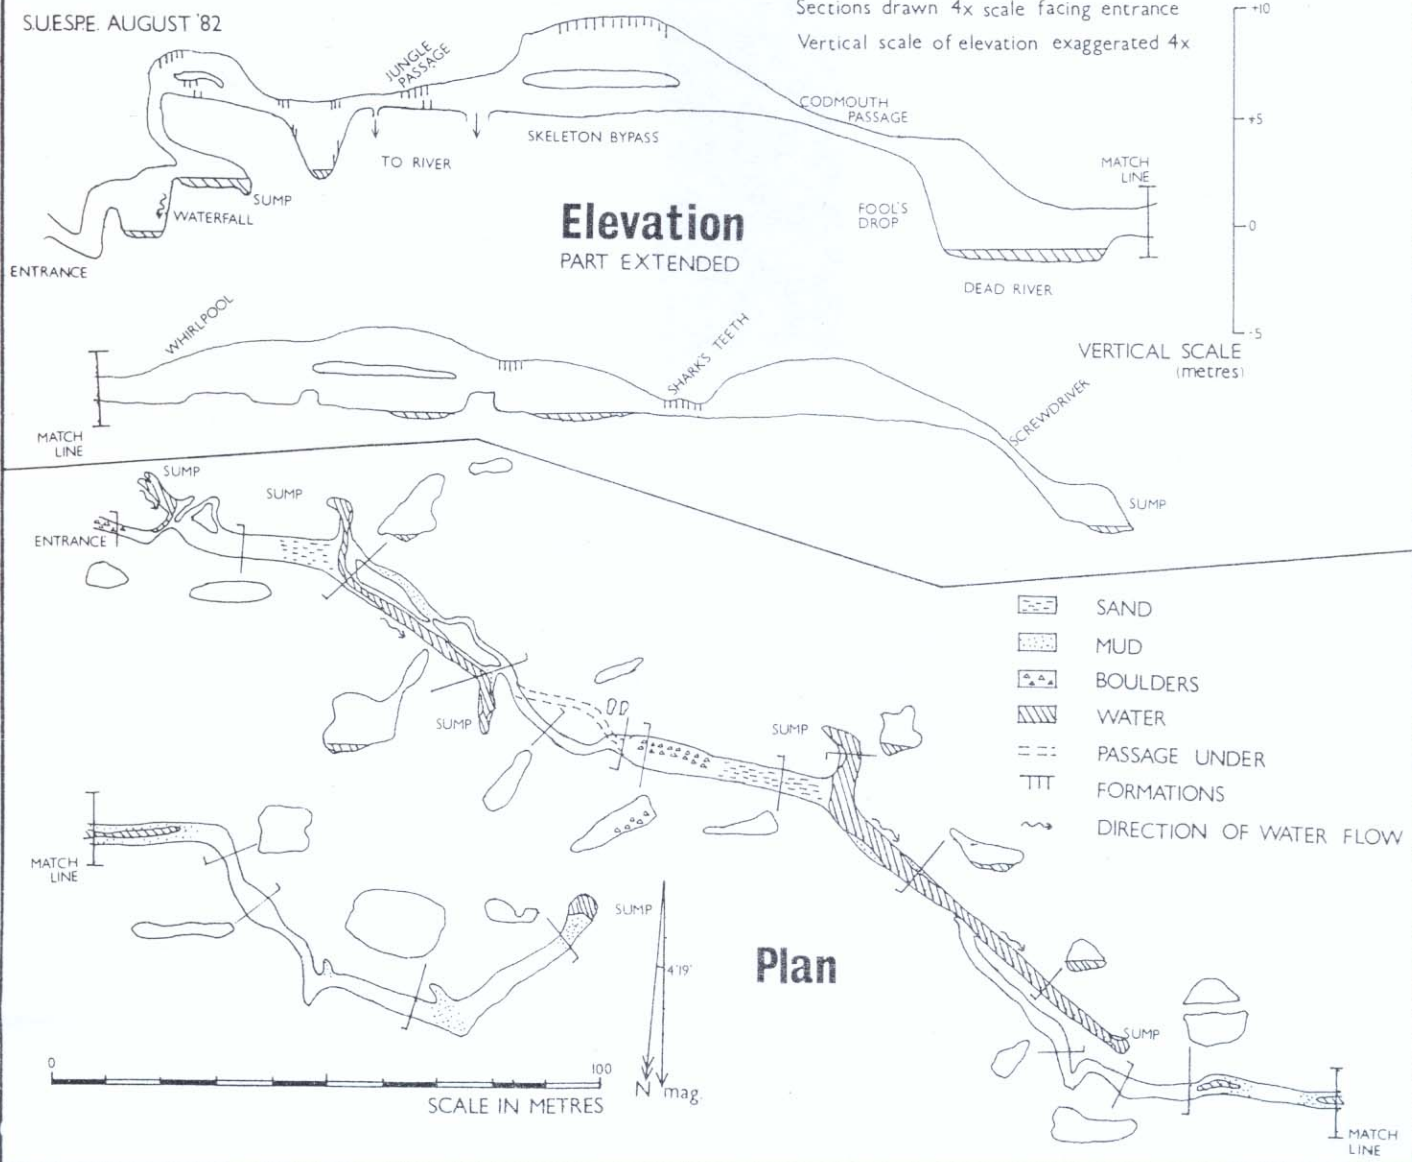 S.U.E.S.P.E. AUGUST '82
Sections drawn 4x scale facing entrance
Vertical scale of elevation exaggerated 4x
+10
JUNGLE
PASSAGE
CODMOUTH
PASSAGE
+5
SKELETON BYPASS
TO RIVER
MATCH
LINE
SUMP
WATERFALL
Elevation
PART EXTENDED
FOOL'S
DROP
0
ENTRANCE
DEAD RIVER
WHIRLPOOL
SHARK'S TEETH
-5
VERTICAL SCALE
(metres)
SCREWDRIVER
MATCH
LINE
SUMP
SUMP
SUMP
ENTRANCE
SAND
MUD
BOULDERS
WATER
PASSAGE UNDER
FORMATIONS
DIRECTION OF WATER FLOW
SUMP
SUMP
MATCH
LINE
SUMP
Plan
4°19'
SUMP
0
100
SCALE IN METRES
N mag.
MATCH
LINE